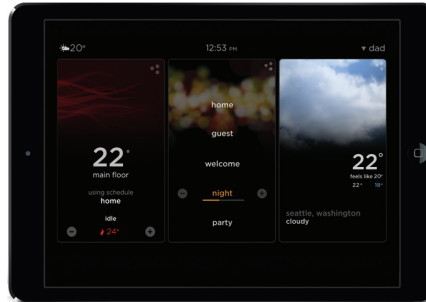 20°
12:53 PM
dad
22°
main floor
using schedule
home
idle
24°
home
guest
welcome
night
party
22°
feels like 20°
22° 18°
seattle, washington
cloudy